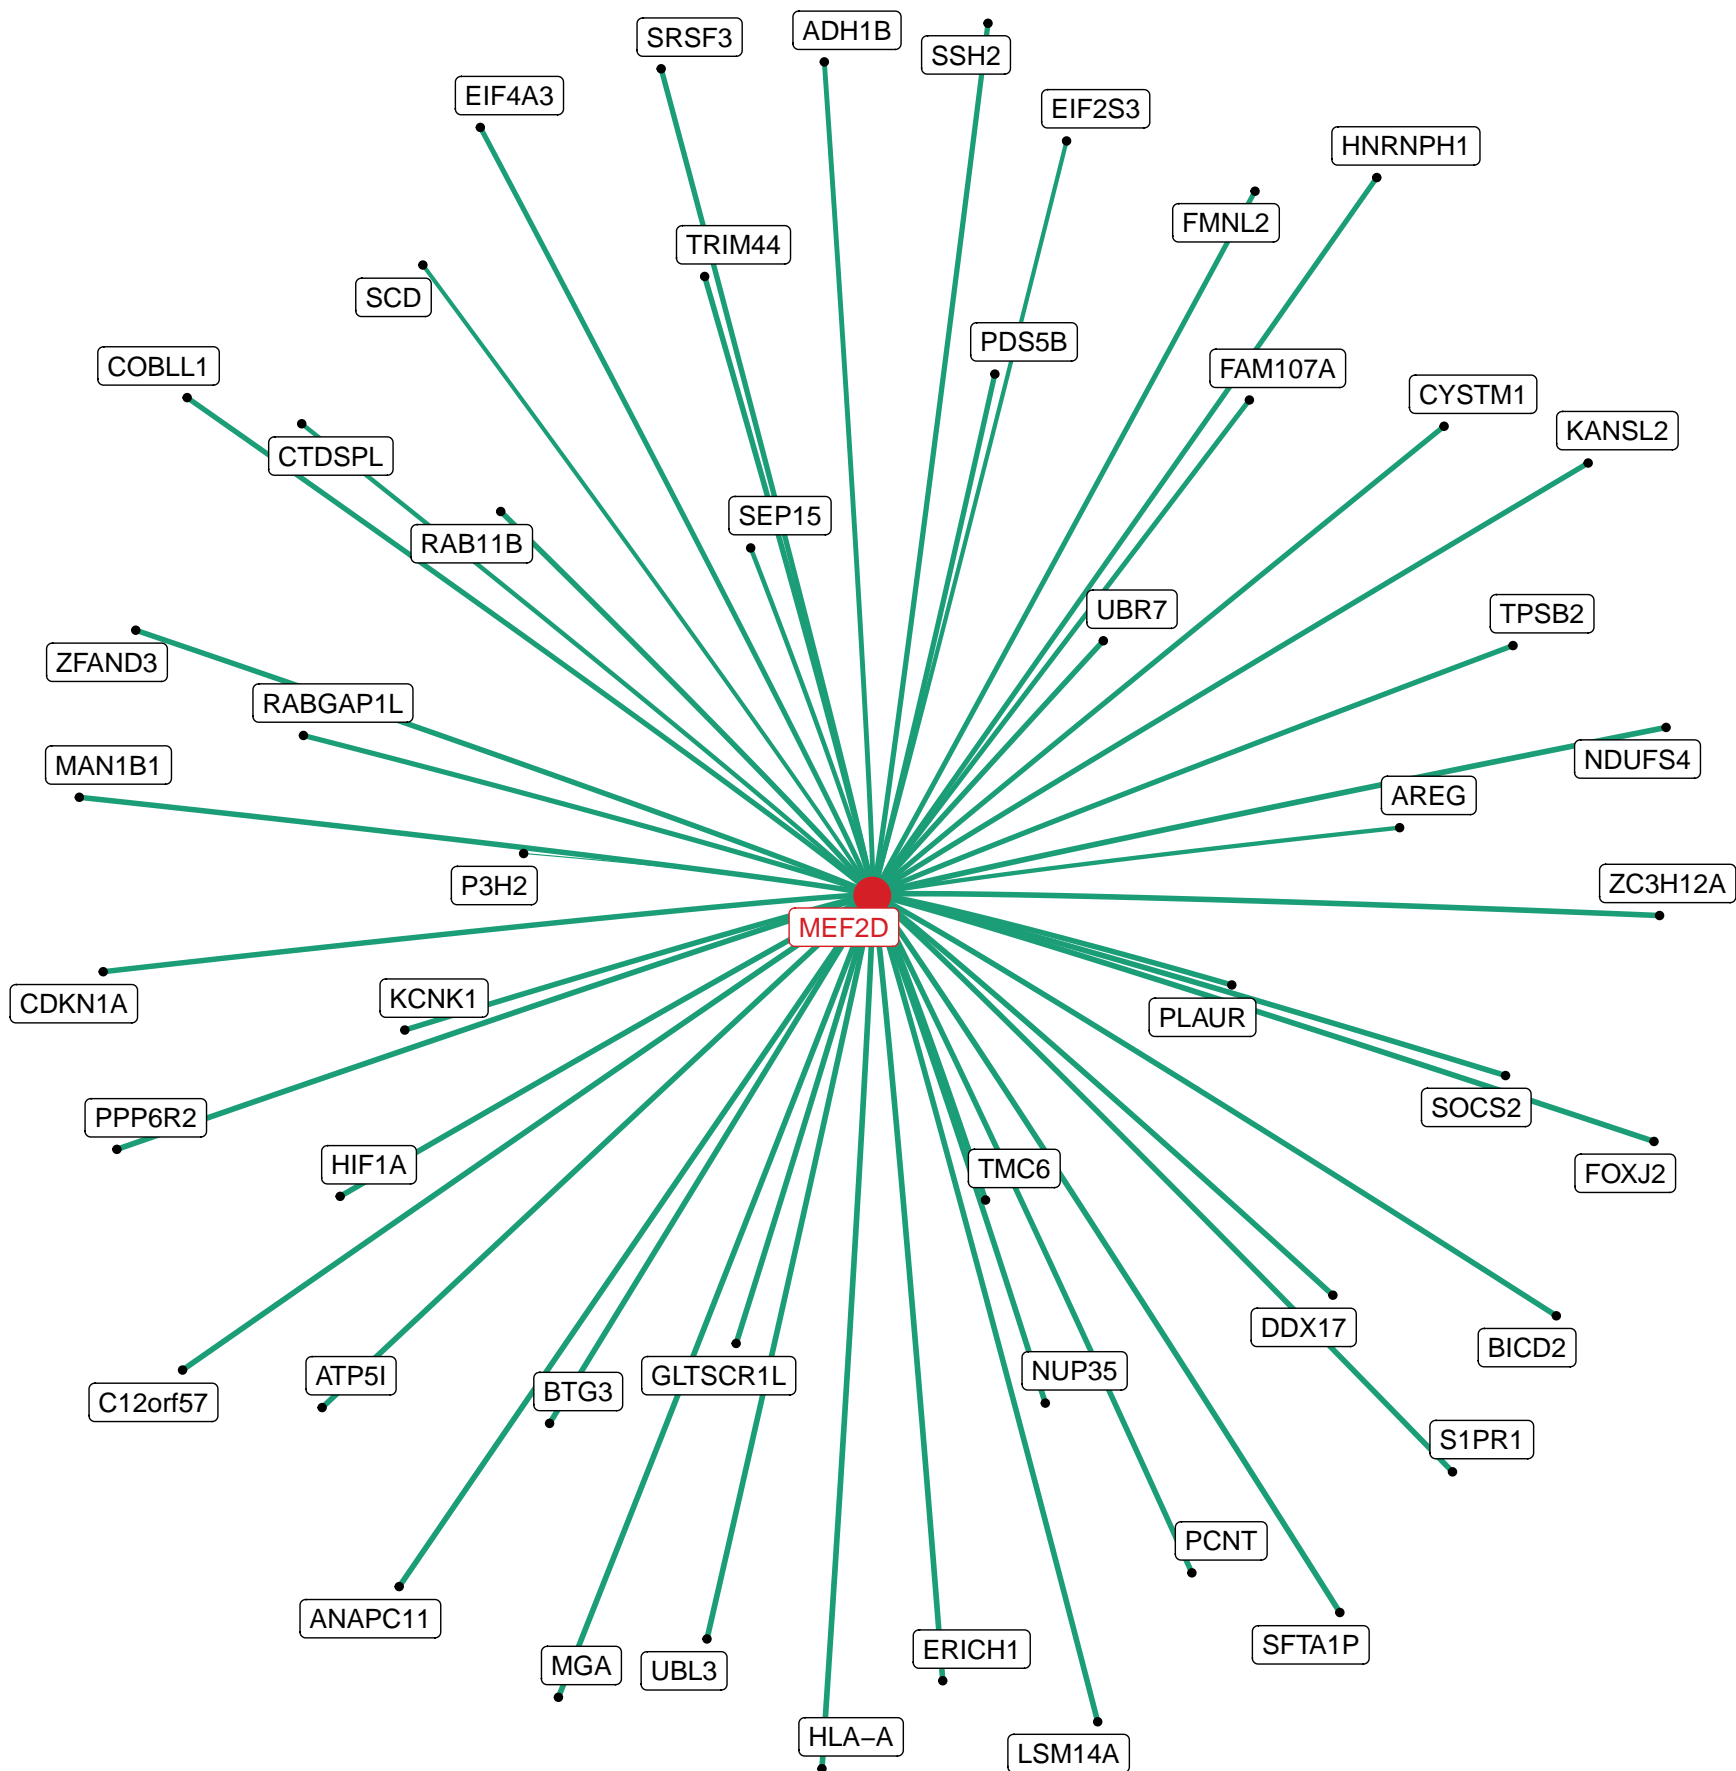 ADH1B
SRSF3
SSH2
EIF4A3
EIF2S3
HNRNPH1
FMNL2
TRIM44
SCD
PDS5B
COBLL1
FAM107A
CYSTM1
KANSL2
CTDSPL
SEP15
RAB11B
UBR7
TPSB2
ZFAND3
RABGAP1L
NDUFS4
MAN1B1
AREG
P3H2
ZC3H12A
MEF2D
KCNK1
CDKN1A
PLAUR
SOCS2
PPP6R2
HIF1A
TMC6
FOXJ2
DDX17
BICD2
NUP35
ATP5I
GLTSCR1L
BTG3
C12orf57
S1PR1
PCNT
ANAPC11
SFTA1P
ERICH1
MGA
UBL3
HLA−A
LSM14A